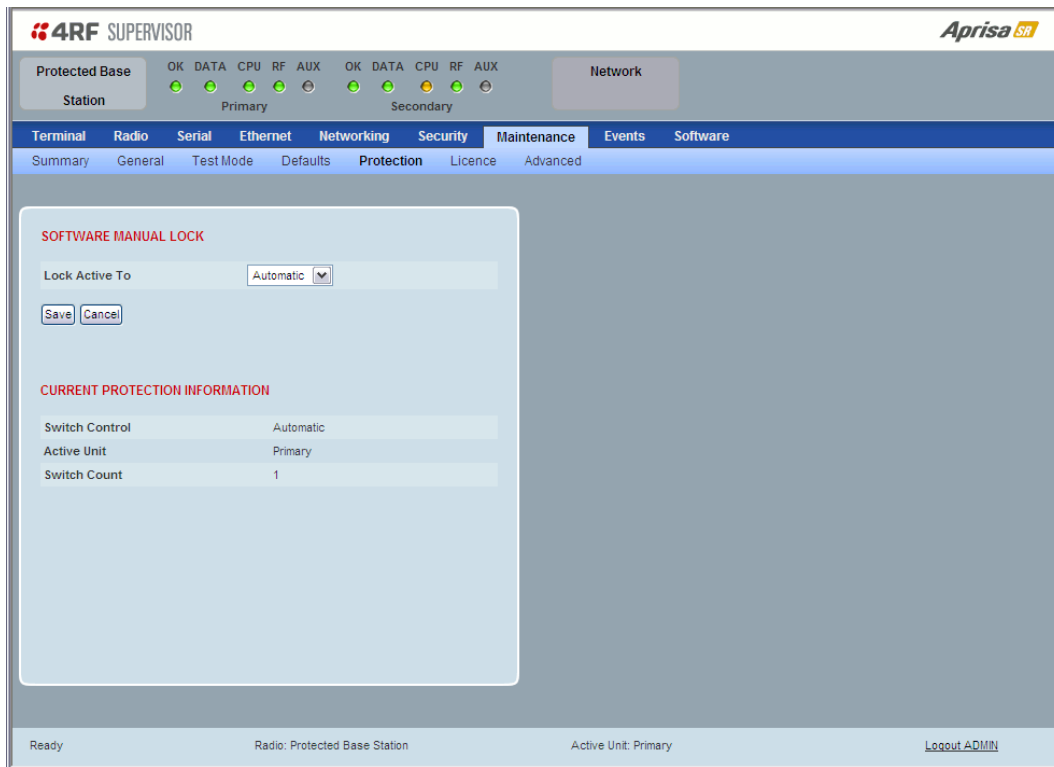 4RF SUPERVISOR
Aprisa SR
Protected Base Station
OK DATA CPU RF AUX
Primary
OK DATA CPU RF AUX
Secondary
Network
Terminal Radio Serial Ethernet Networking Security Maintenance Events Software
Summary General Test Mode Defaults Protection Licence Advanced
SOFTWARE MANUAL LOCK
Lock Active To Automatic
Save Cancel
CURRENT PROTECTION INFORMATION
Switch Control Automatic
Active Unit Primary
Switch Count 1
Ready Radio: Protected Base Station Active Unit: Primary Logout ADMIN